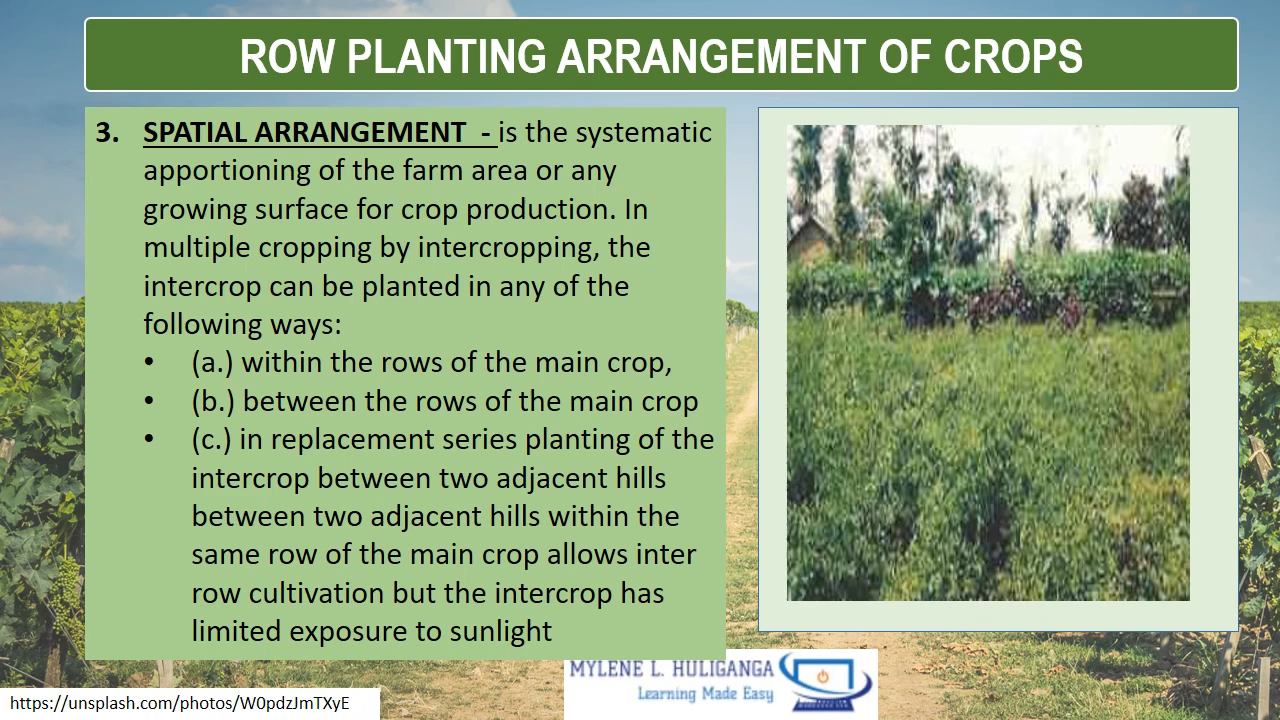 ROW PLANTING ARRANGEMENT OF CROPS
3. SPATIAL ARRANGEMENT - is the systematic
apportioning of the farm area or any
growing surface for crop production. In
multiple cropping by intercropping, the
intercrop can be planted in any of the
following ways:
• (a.) within the rows of the main crop,
• (b.) between the rows of the main crop
• (c.) in replacement series planting of the
intercrop between two adjacent hills
between two adjacent hills within the
same row of the main crop allows inter
row cultivation but the intercrop has
limited exposure to sunlight
MYLENE L. HULIGANGA
Learning Made Easy
https://unsplash.com/photos/W0pdzJmTXyE